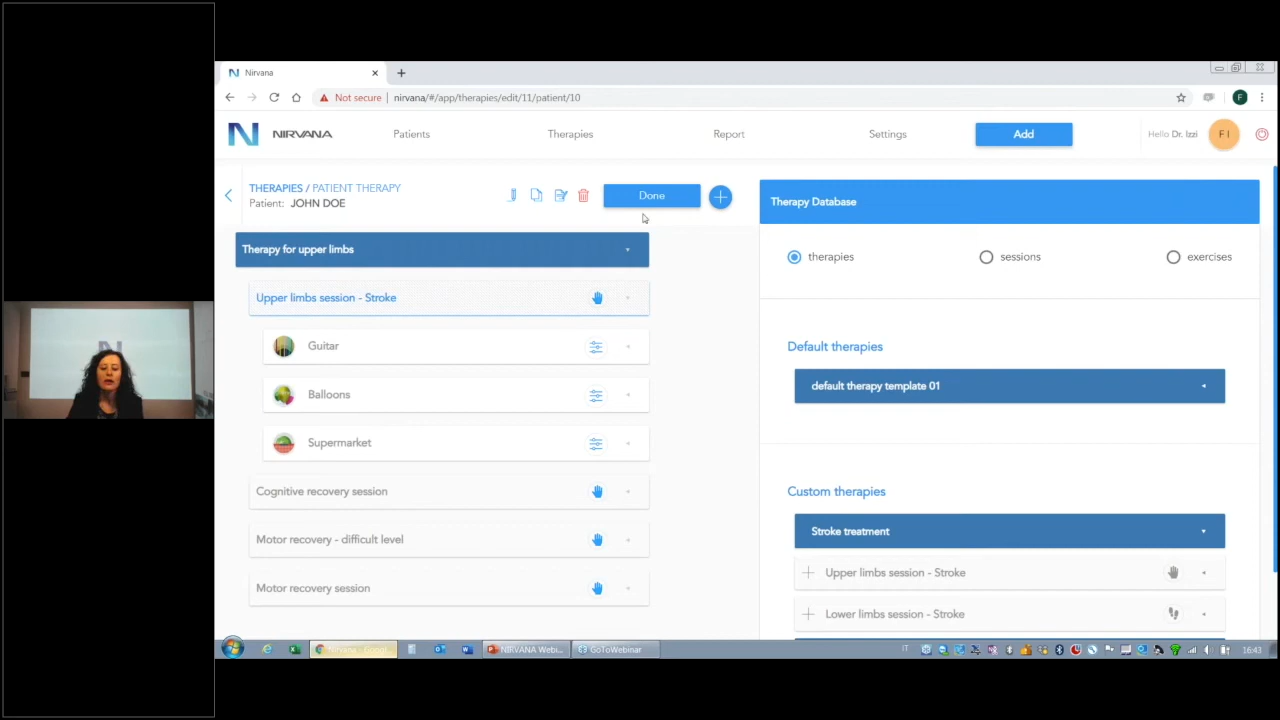 Nirvana
Not secure | nirvana/#/app/therapies/edit/11/patient/10
F
N NIRVANA
Patients
Therapies
Report
Settings
Add
Hello Dr. Izzi
F I
THERAPIES / PATIENT THERAPY
Patient: JOHN DOE
Done
Therapy Database
Therapy for upper limbs
therapies
sessions
exercises
Upper limbs session - Stroke
Guitar
Balloons
Supermarket
Cognitive recovery session
Motor recovery - difficult level
Motor recovery session
Default therapies
default therapy template 01
Custom therapies
Stroke treatment
Upper limbs session - Stroke
Lower limbs session - Stroke
Nirvana - Googl...
NIRVANA Webi...
GoToWebinar
IT
16:43